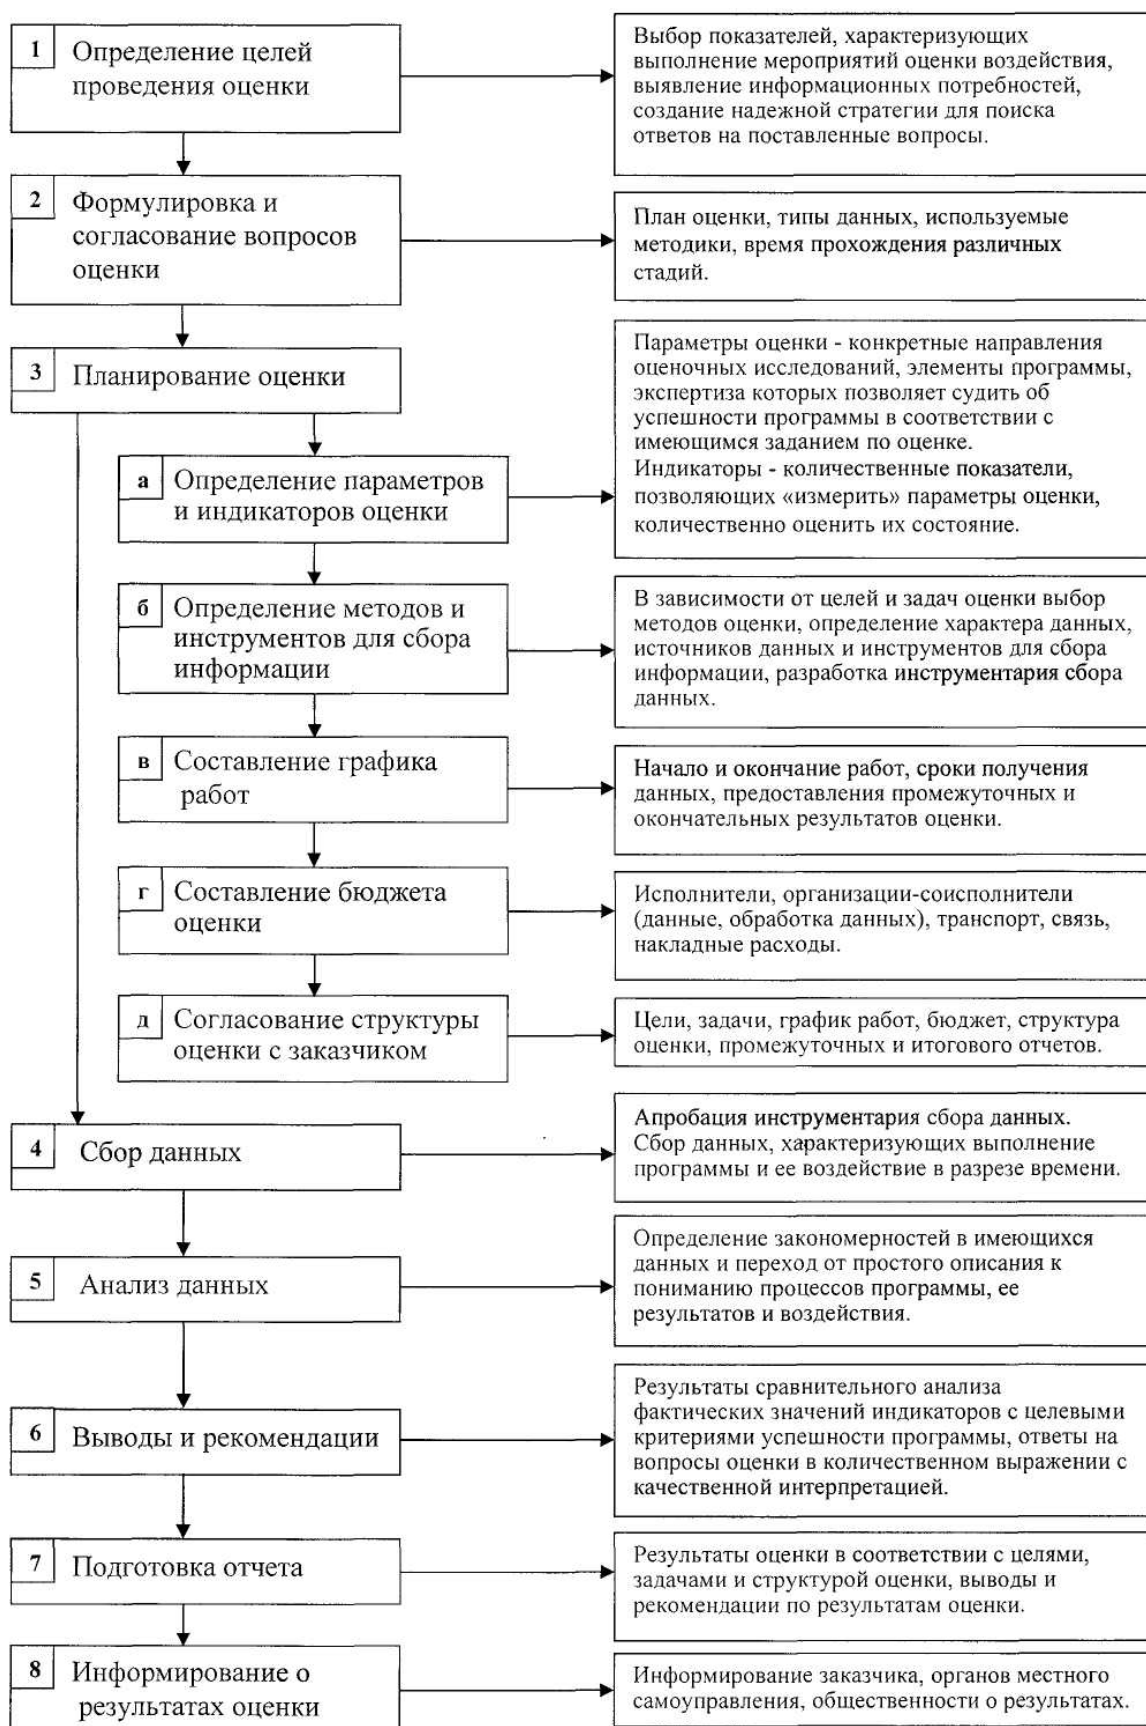 1 Определение целей
проведения оценки
Выбор показателей, характеризующих
выполнение мероприятий оценки воздействия,
выявление информационных потребностей,
создание надежной стратегии для поиска
ответов на поставленные вопросы.
2 Формулировка и
согласование вопросов
оценки
План оценки, типы данных, используемые
методики, время прохождения различных
стадий.
3 Планирование оценки
Параметры оценки - конкретные направления
оценочных исследований, элементы программы,
экспертиза которых позволяет судить об
успешности программы в соответствии с
имеющимся заданием по оценке.
Индикаторы - количественные показатели,
позволяющих «измерить» параметры оценки,
количественно оценить их состояние.
а Определение параметров
и индикаторов оценки
б Определение методов и
инструментов для сбора
информации
В зависимости от целей и задач оценки выбор
методов оценки, определение характера данных,
источников данных и инструментов для сбора
информации, разработка инструментария сбора
данных.
в Составление графика
работ
Начало и окончание работ, сроки получения
данных, предоставления промежуточных и
окончательных результатов оценки.
г Составление бюджета
оценки
Исполнители, организации-соисполнители
(данные, обработка данных), транспорт, связь,
накладные расходы.
д Согласование структуры
оценки с заказчиком
Цели, задачи, график работ, бюджет, структура
оценки, промежуточных и итогового отчетов.
4 Сбор данных
Апробация инструментария сбора данных.
Сбор данных, характеризующих выполнение
программы и ее воздействие в разрезе времени.
5 Анализ данных
Определение закономерностей в имеющихся
данных и переход от простого описания к
пониманию процессов программы, ее
результатов и воздействия.
6 Выводы и рекомендации
Результаты сравнительного анализа
фактических значений индикаторов с целевыми
критериями успешности программы, ответы на
вопросы оценки в количественном выражении с
качественной интерпретацией.
7 Подготовка отчета
Результаты оценки в соответствии с целями,
задачами и структурой оценки, выводы и
рекомендации по результатам оценки.
8 Информирование о
результатах оценки
Информирование заказчика, органов местного
самоуправления, общественности о результатах.